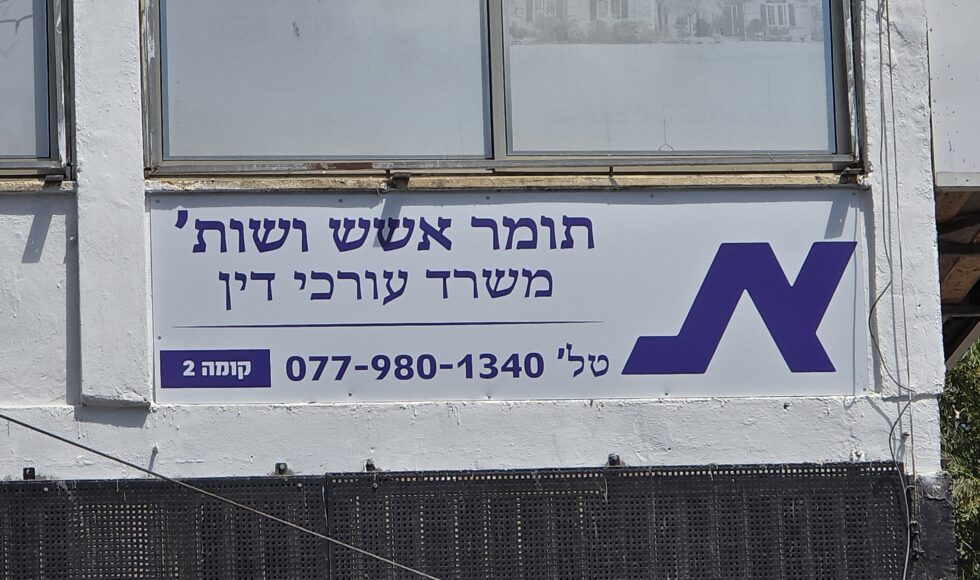 תומר אשש ושות'
משרד עורכי דין
טל' 077-980-1340
קומה 2